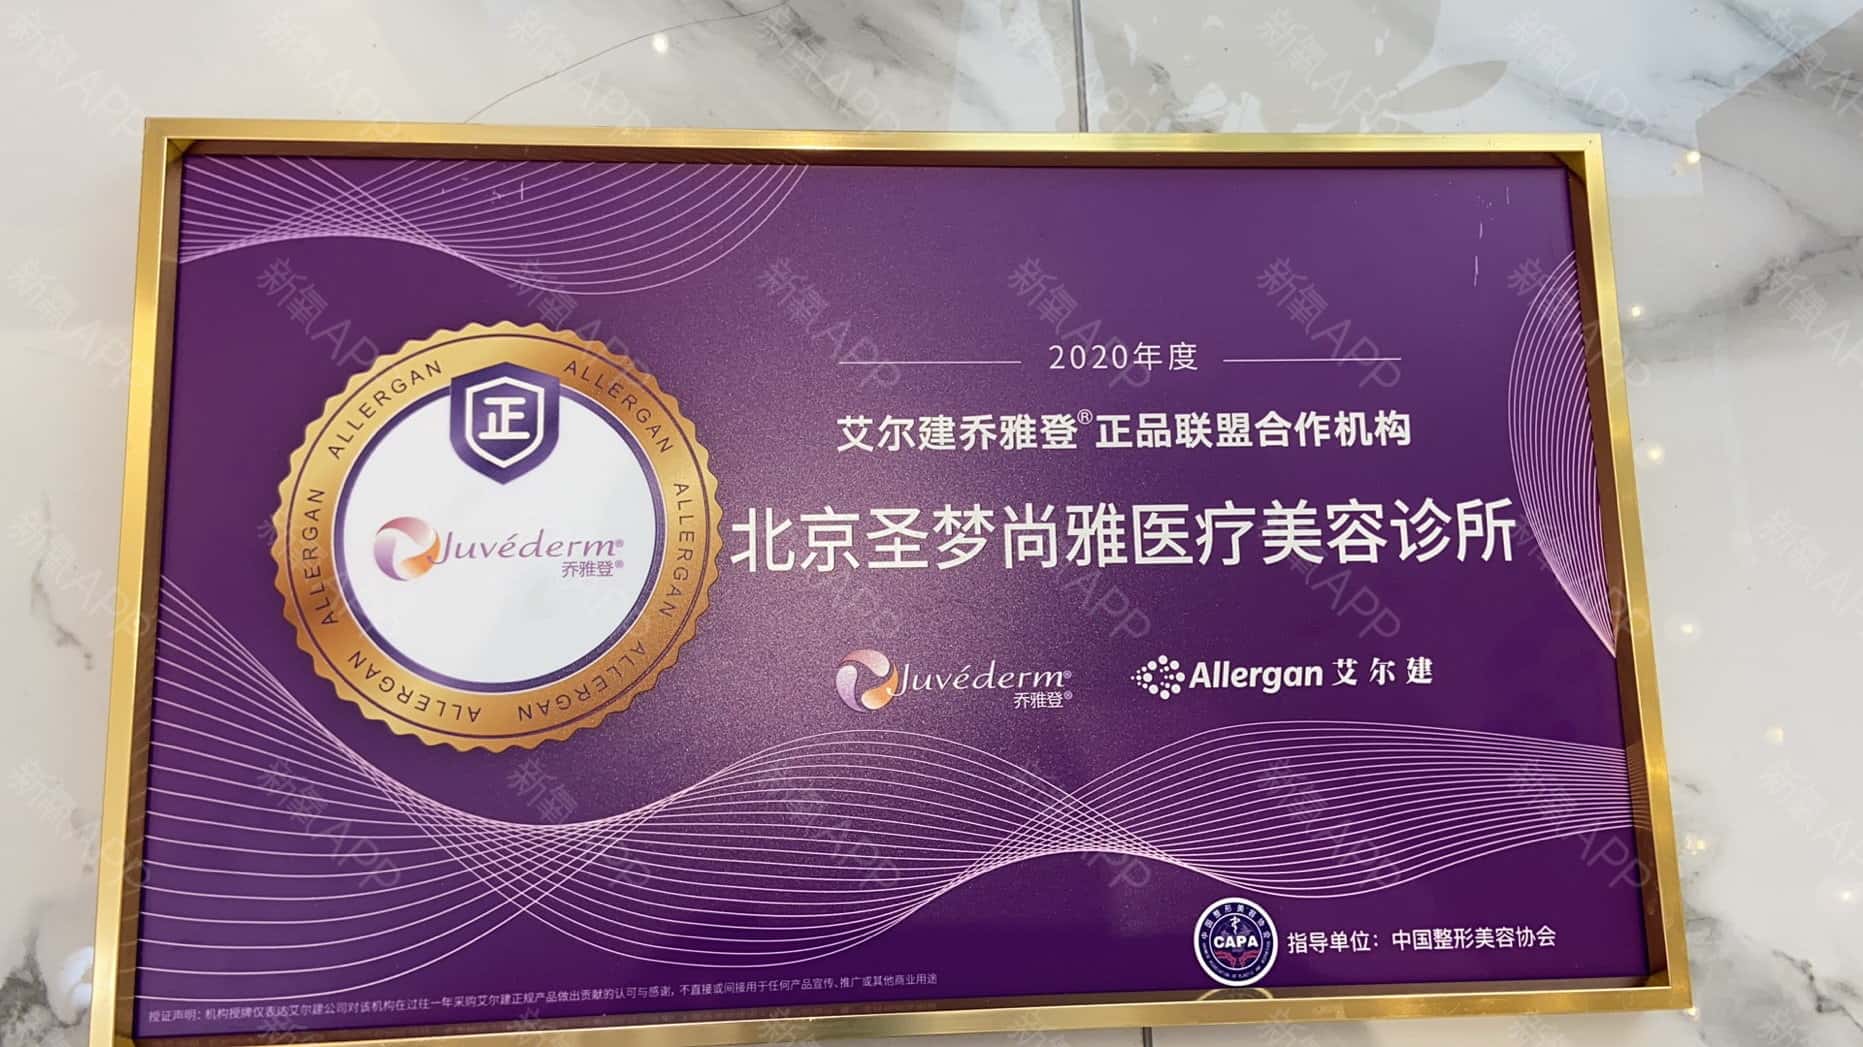 2020年度
艾尔建乔雅登®正品联盟合作机构
北京圣梦尚雅医疗美容诊所
正
ALLERGAN ALLERGAN ALLERGAN ALLERGAN ALLERGAN ALLERGAN ALLERGAN
Juvéderm®
乔雅登®
Juvéderm®
乔雅登®
Allergan 艾尔建
CAPA
指导单位：中国整形美容协会
授证声明：机构授牌仅表达艾尔建公司对该机构在过往一年采购艾尔建正规产品做出贡献的认可与感谢，不直接或间接用于任何产品宣传、推广或其他商业用途
新氧APP